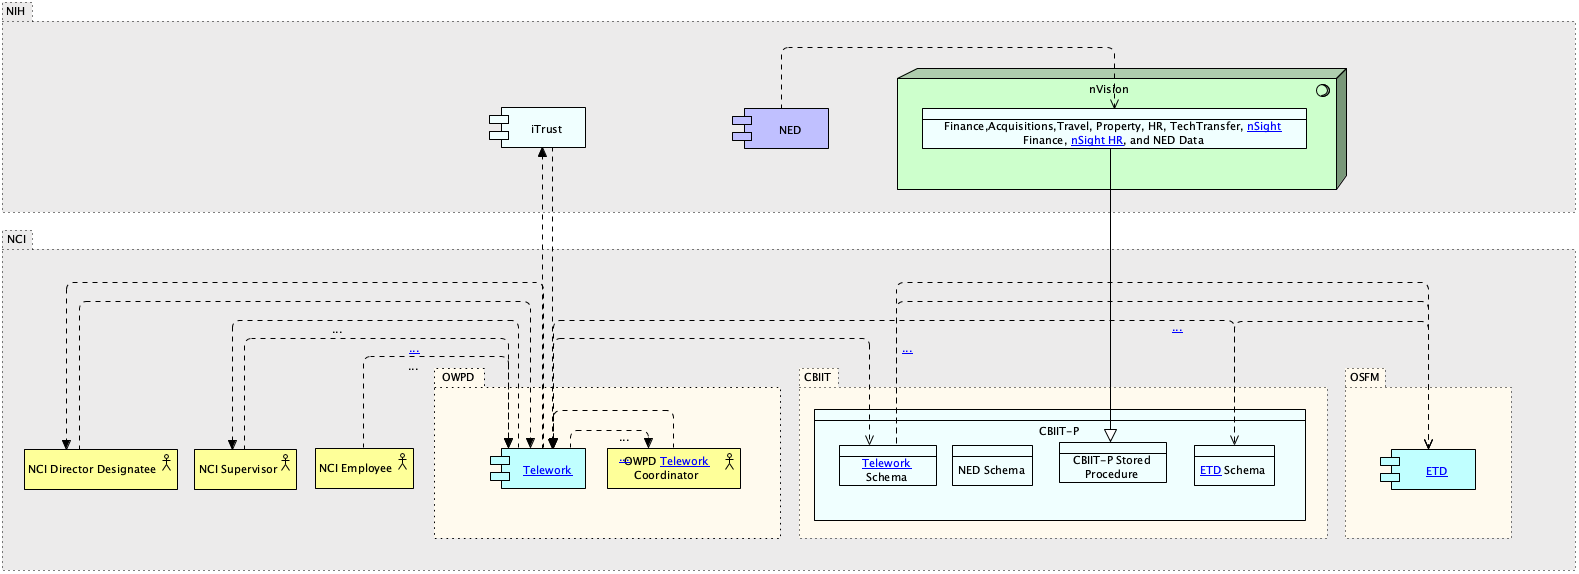 NIH
nVision
iTrust
NED
Finance,Acquisitions,Travel, Property, HR, TechTransfer, nSight
Finance, nSight HR, and NED Data
NCI
...
...
...
...
...
OWPD
CBIIT
OSFM
CBIIT-P
...
NCI Director Designatee
NCI Supervisor
NCI Employee
Telework
...
OWPD Telework
Coordinator
Telework
Schema
NED Schema
CBIIT-P Stored
Procedure
ETD Schema
ETD